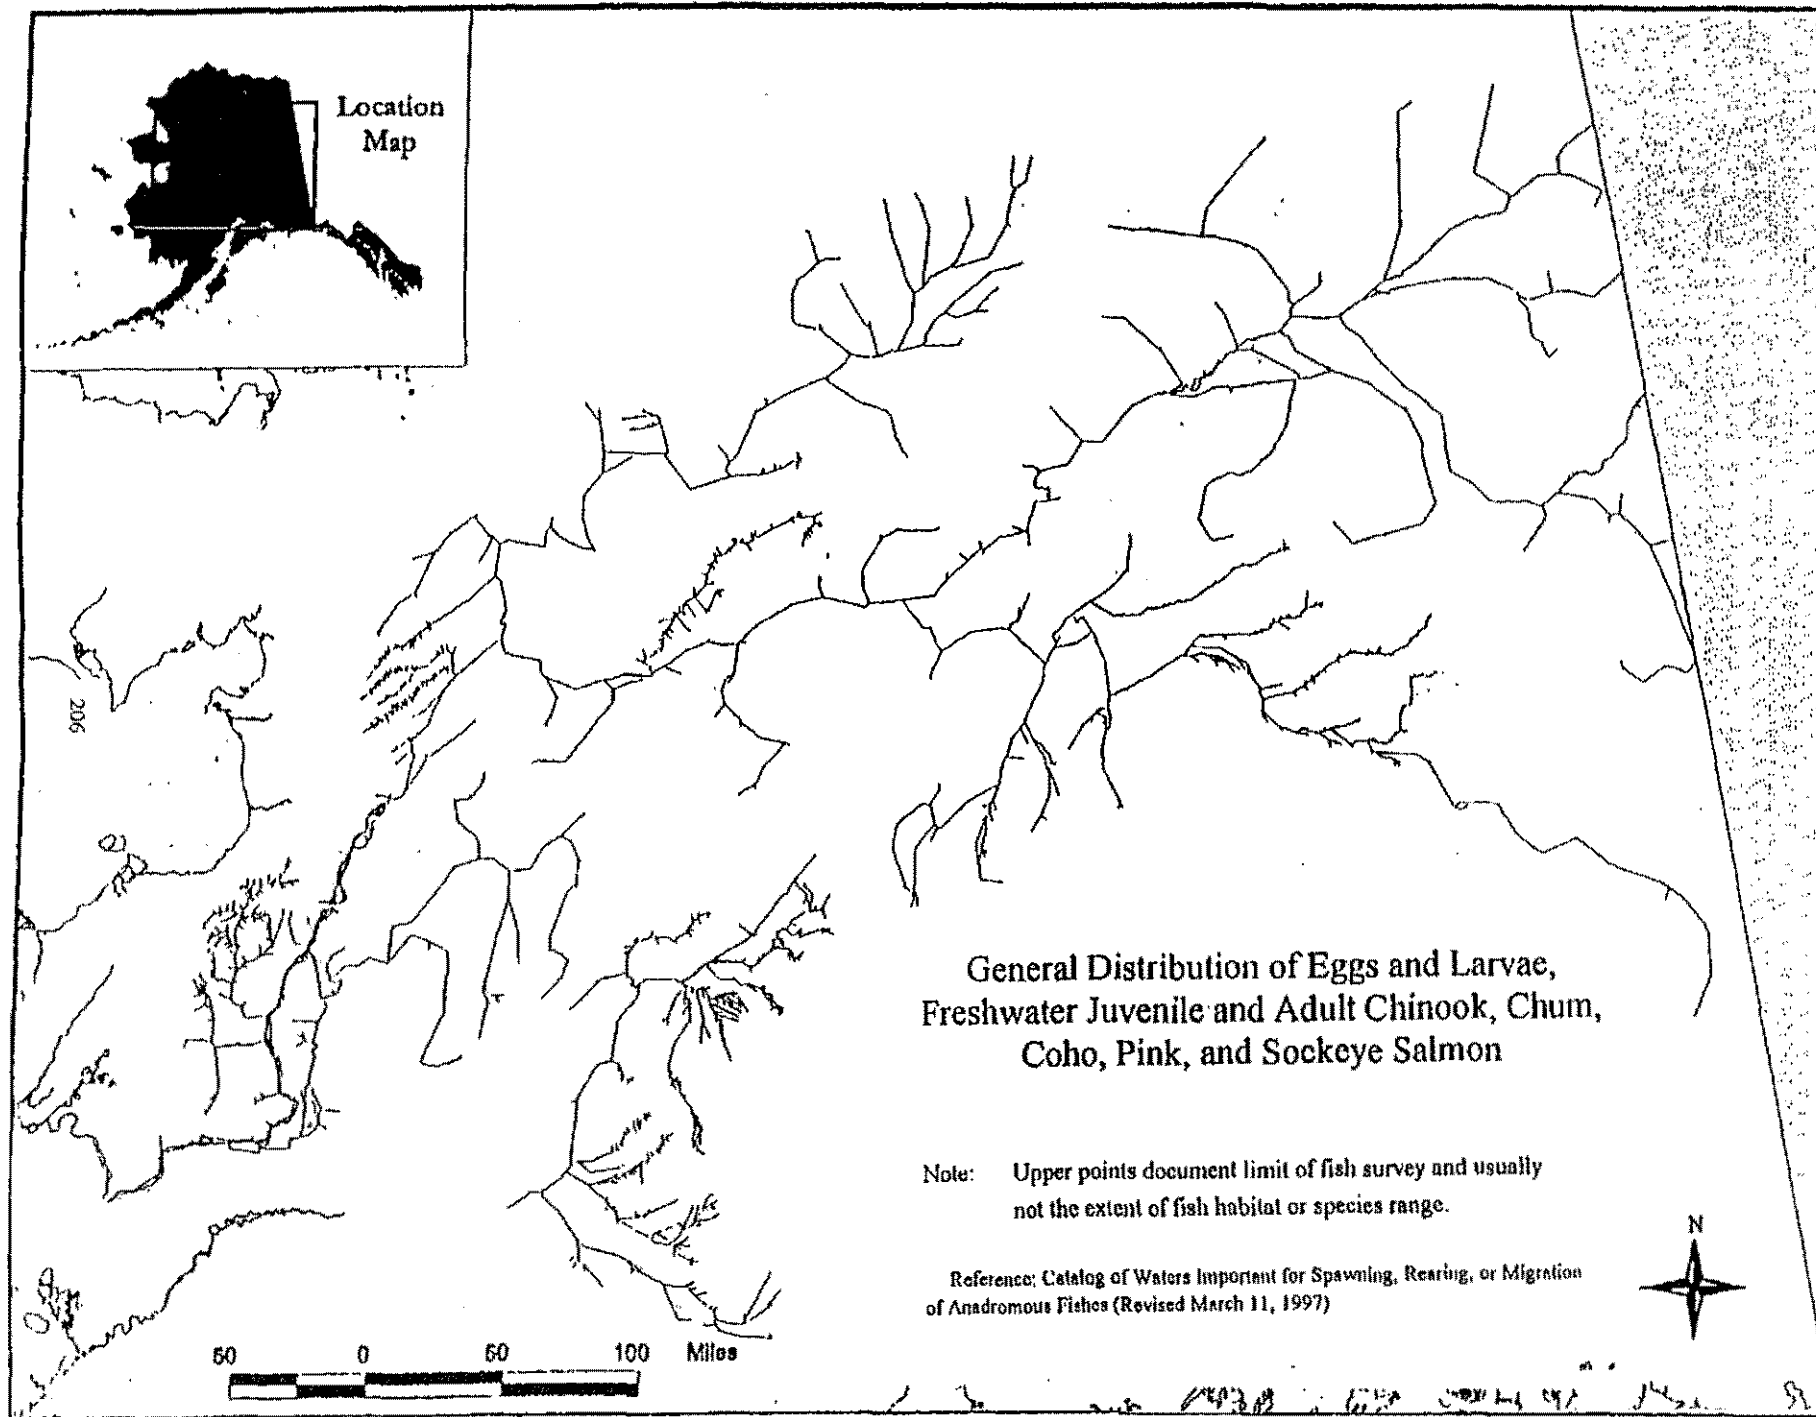 Location
Map
206
General Distribution of Eggs and Larvae,
Freshwater Juvenile and Adult Chinook, Chum,
Coho, Pink, and Sockeye Salmon
Note: Upper points document limit of fish survey and usually
not the extent of fish habitat or species range.
N
Reference: Catalog of Waters Important for Spawning, Rearing, or Migration
of Anadromous Fishes (Revised March 11, 1997)
50 0 50 100 Miles